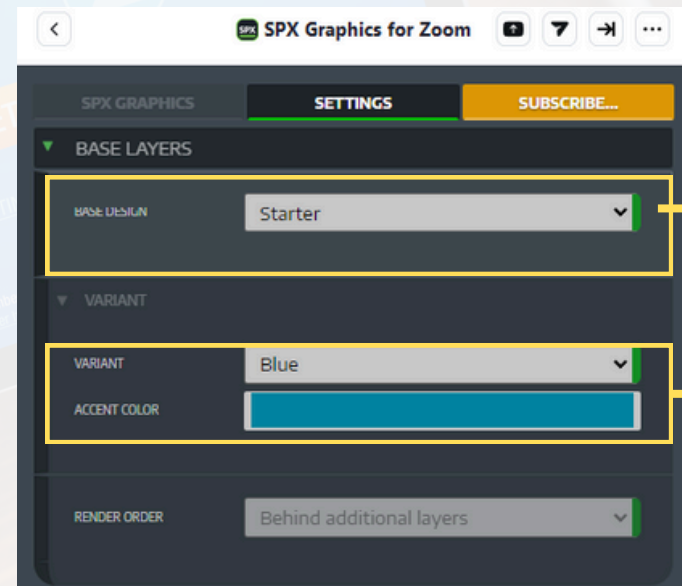 SPX SPX Graphics for Zoom
SPX GRAPHICS SETTINGS SUBSCRIBE...
BASE LAYERS
BASE DESIGN Starter
VARIANT
VARIANT Blue
ACCENT COLOR
RENDER ORDER Behind additional layers